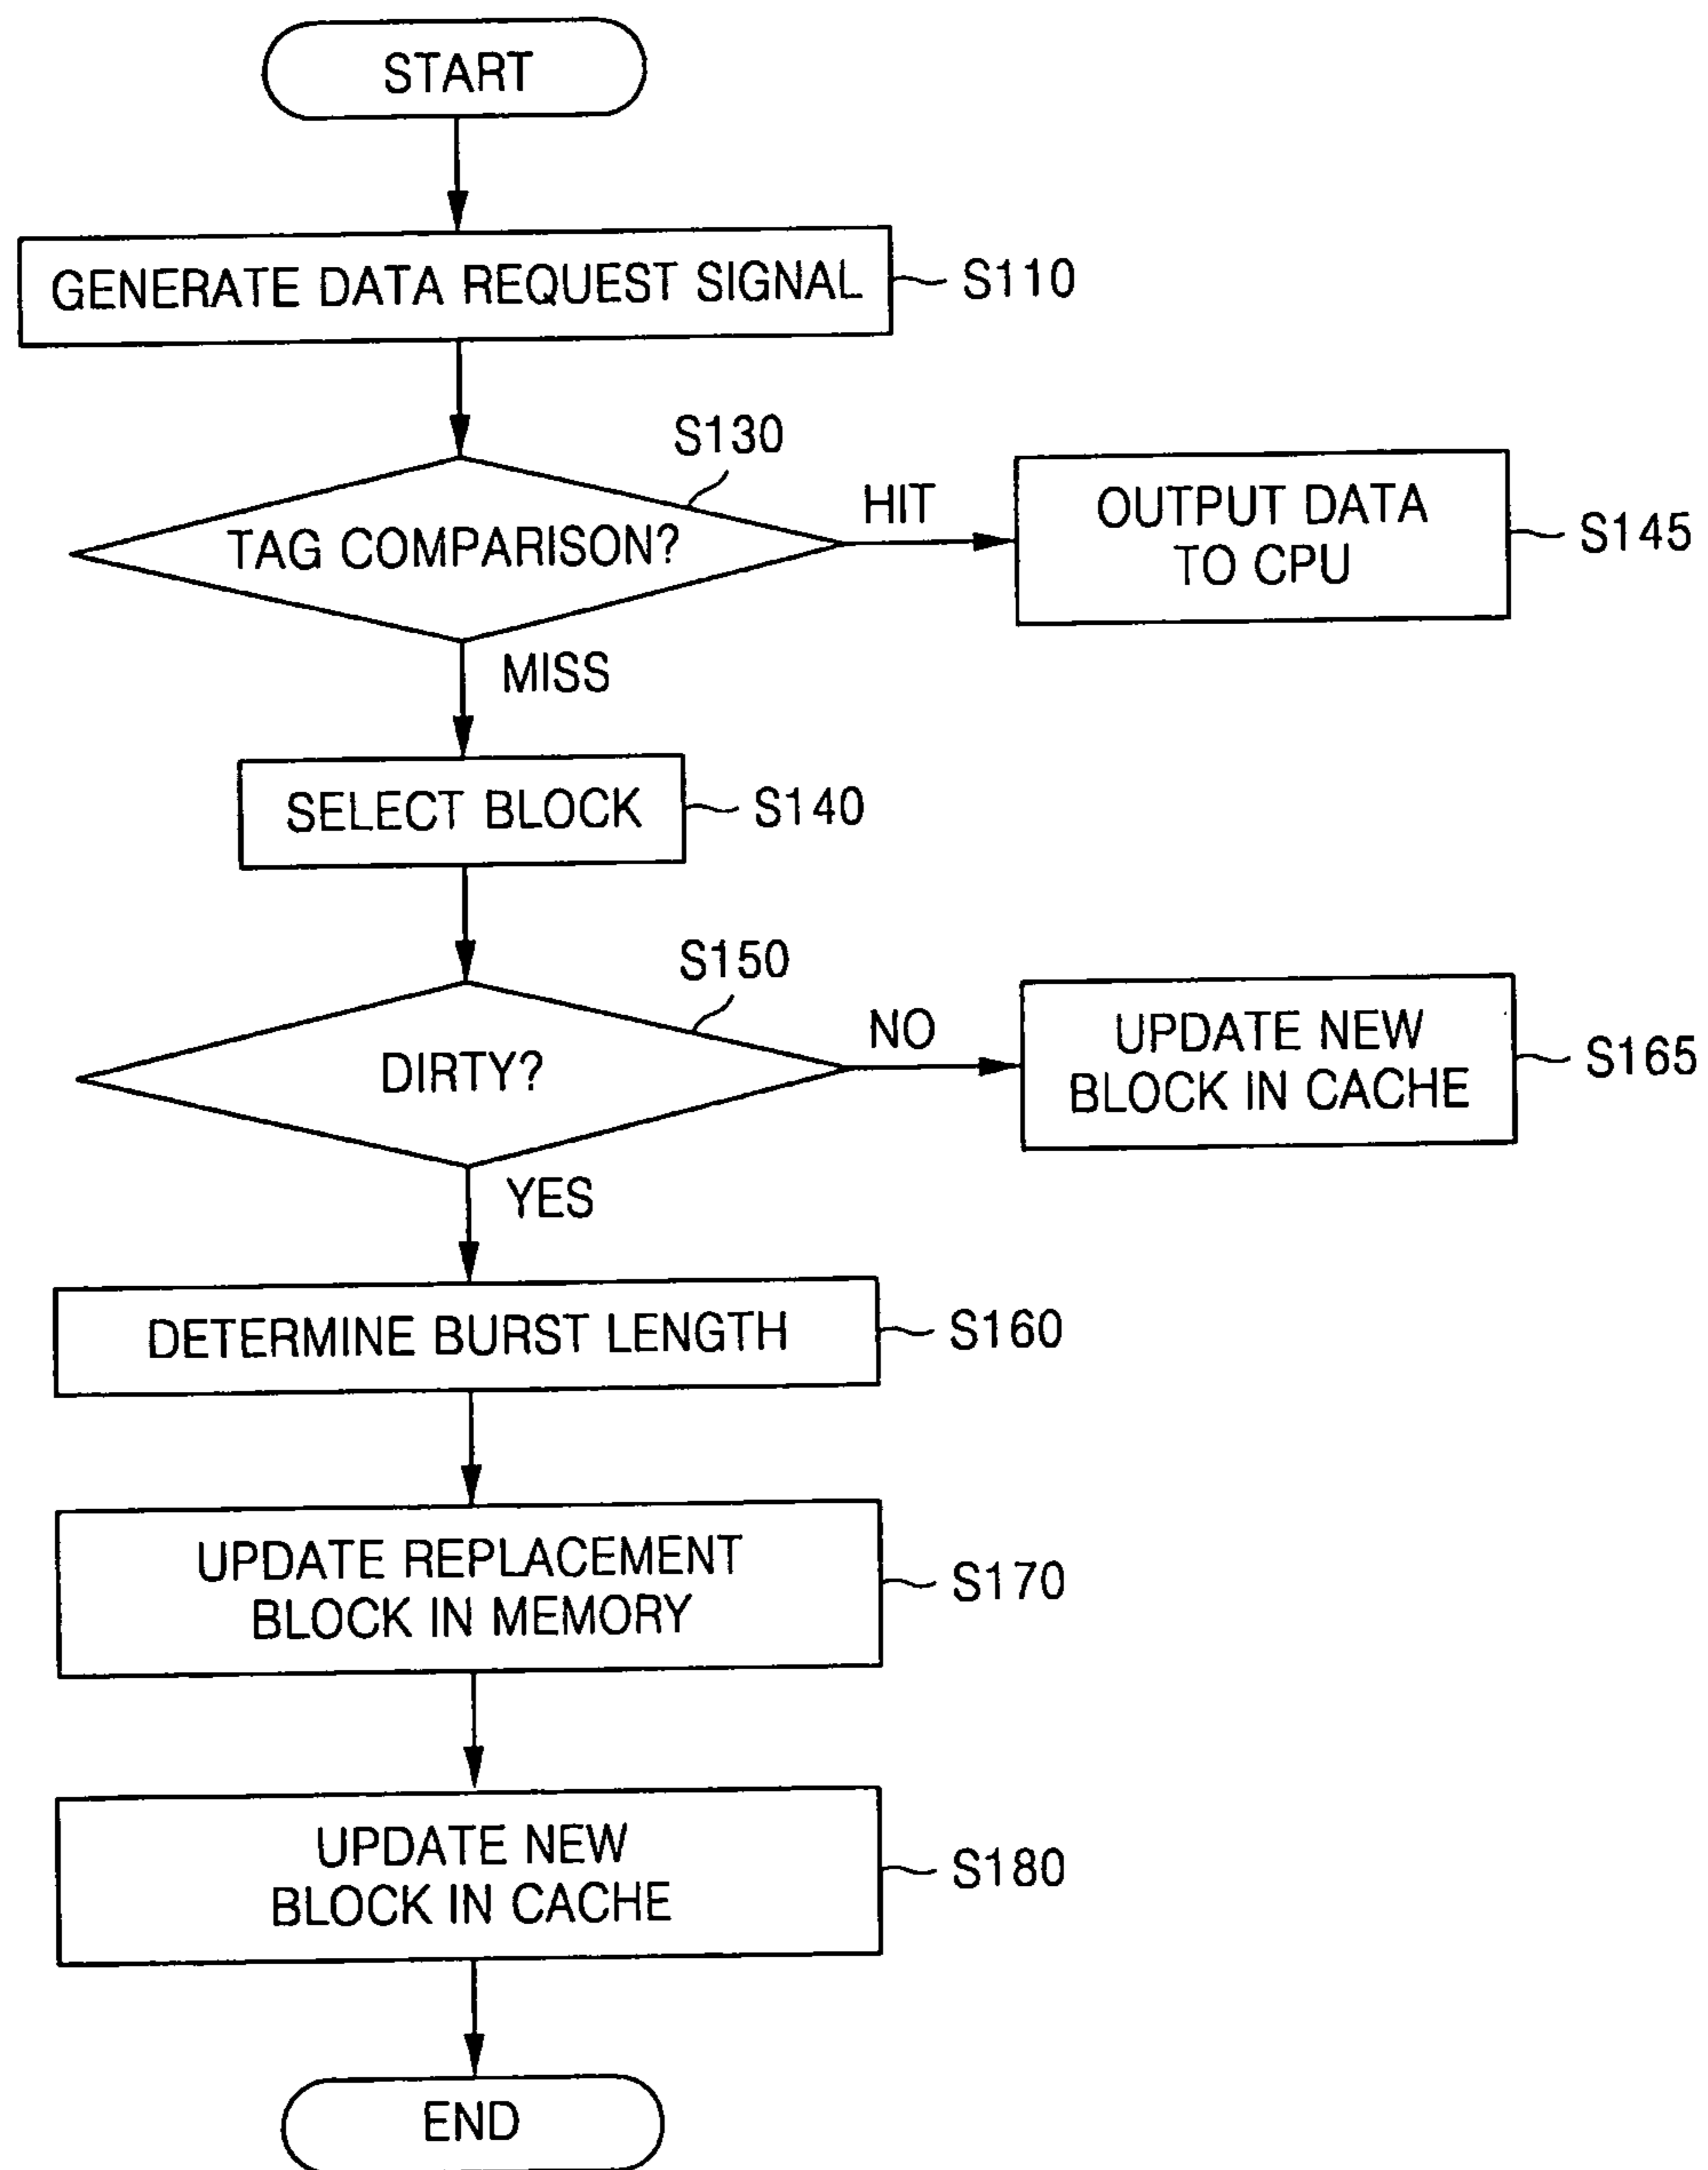 START
GENERATE DATA REQUEST SIGNAL
S110
S130
TAG COMPARISON?
HIT
OUTPUT DATA
TO CPU
S145
MISS
SELECT BLOCK
S140
S150
DIRTY?
NO
UPDATE NEW
BLOCK IN CACHE
S165
YES
DETERMINE BURST LENGTH
S160
UPDATE REPLACEMENT
BLOCK IN MEMORY
S170
UPDATE NEW
BLOCK IN CACHE
S180
END